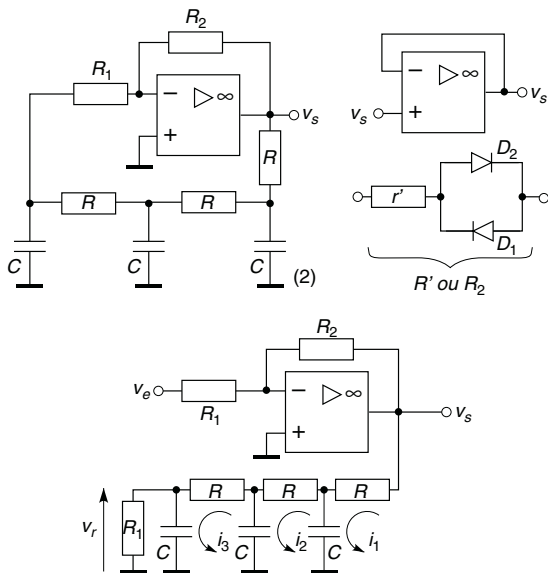 R₂
R₁
− ▷ ∞
+
vₛ
R
R R
C C C
(2)
− ▷ ∞
vₛ + vₛ
D₂
r'
D₁
R' ou R₂
R₂
vₑ − ▷ ∞ vₛ
R₁
+
R R R
vᵣ R₁
C i₃ C i₂ C i₁